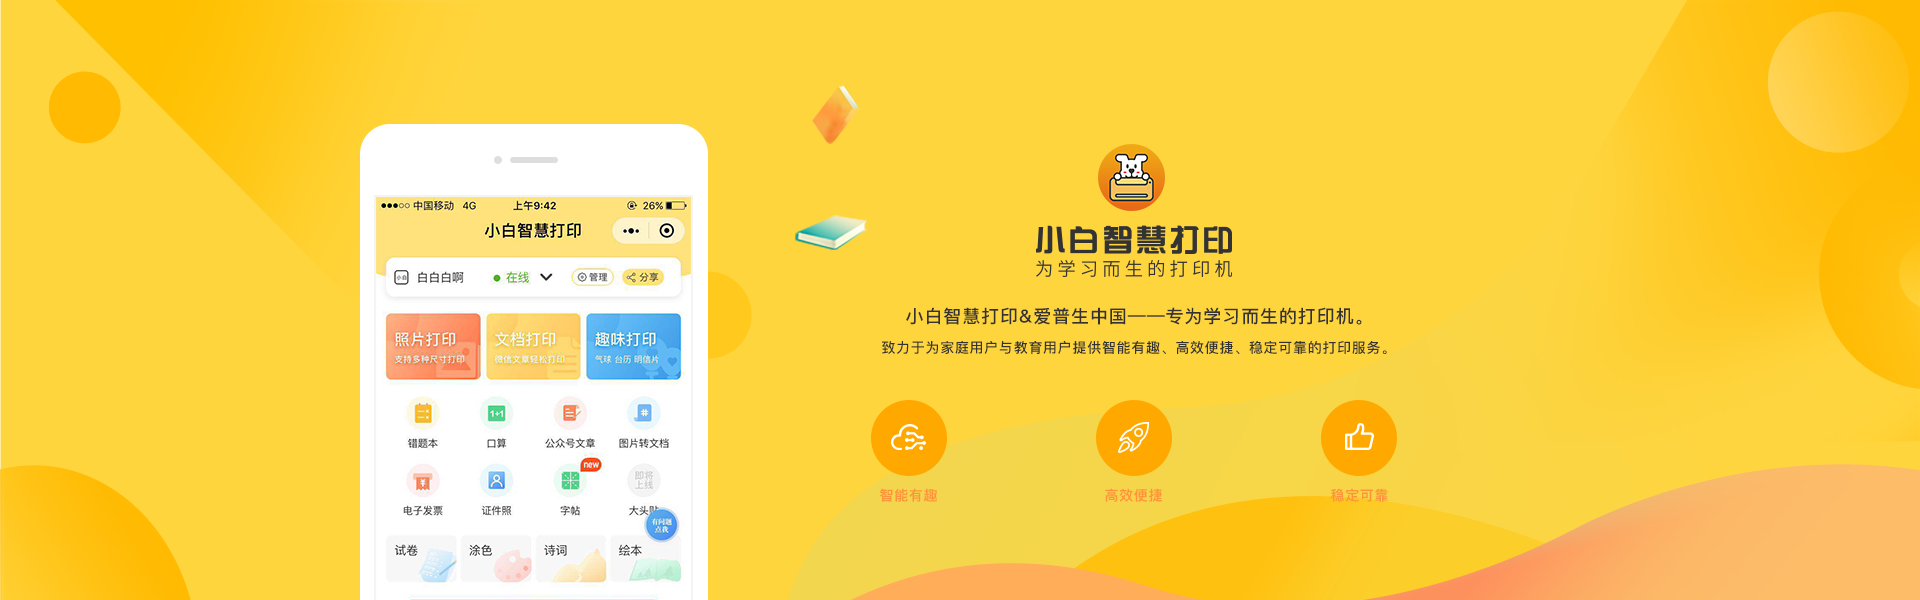 中国移动 4G 上午9:42 26%
小白智慧打印
小白 白白白啊 在线 管理 分享
照片打印 文档打印 趣味打印
支持多种尺寸打印 微信文章轻松打印 气球 台历 明信片
1+1 #
错题本 口算 公众号文章 图片转文档
new
即将
上线
电子发票 证件照 字帖 大头贴
有问题
点我
试卷 涂色 诗词 绘本
小白智慧打印
为学习而生的打印机
小白智慧打印&爱普生中国——专为学习而生的打印机。
致力于为家庭用户与教育用户提供智能有趣、高效便捷、稳定可靠的打印服务。
智能有趣 高效便捷 稳定可靠